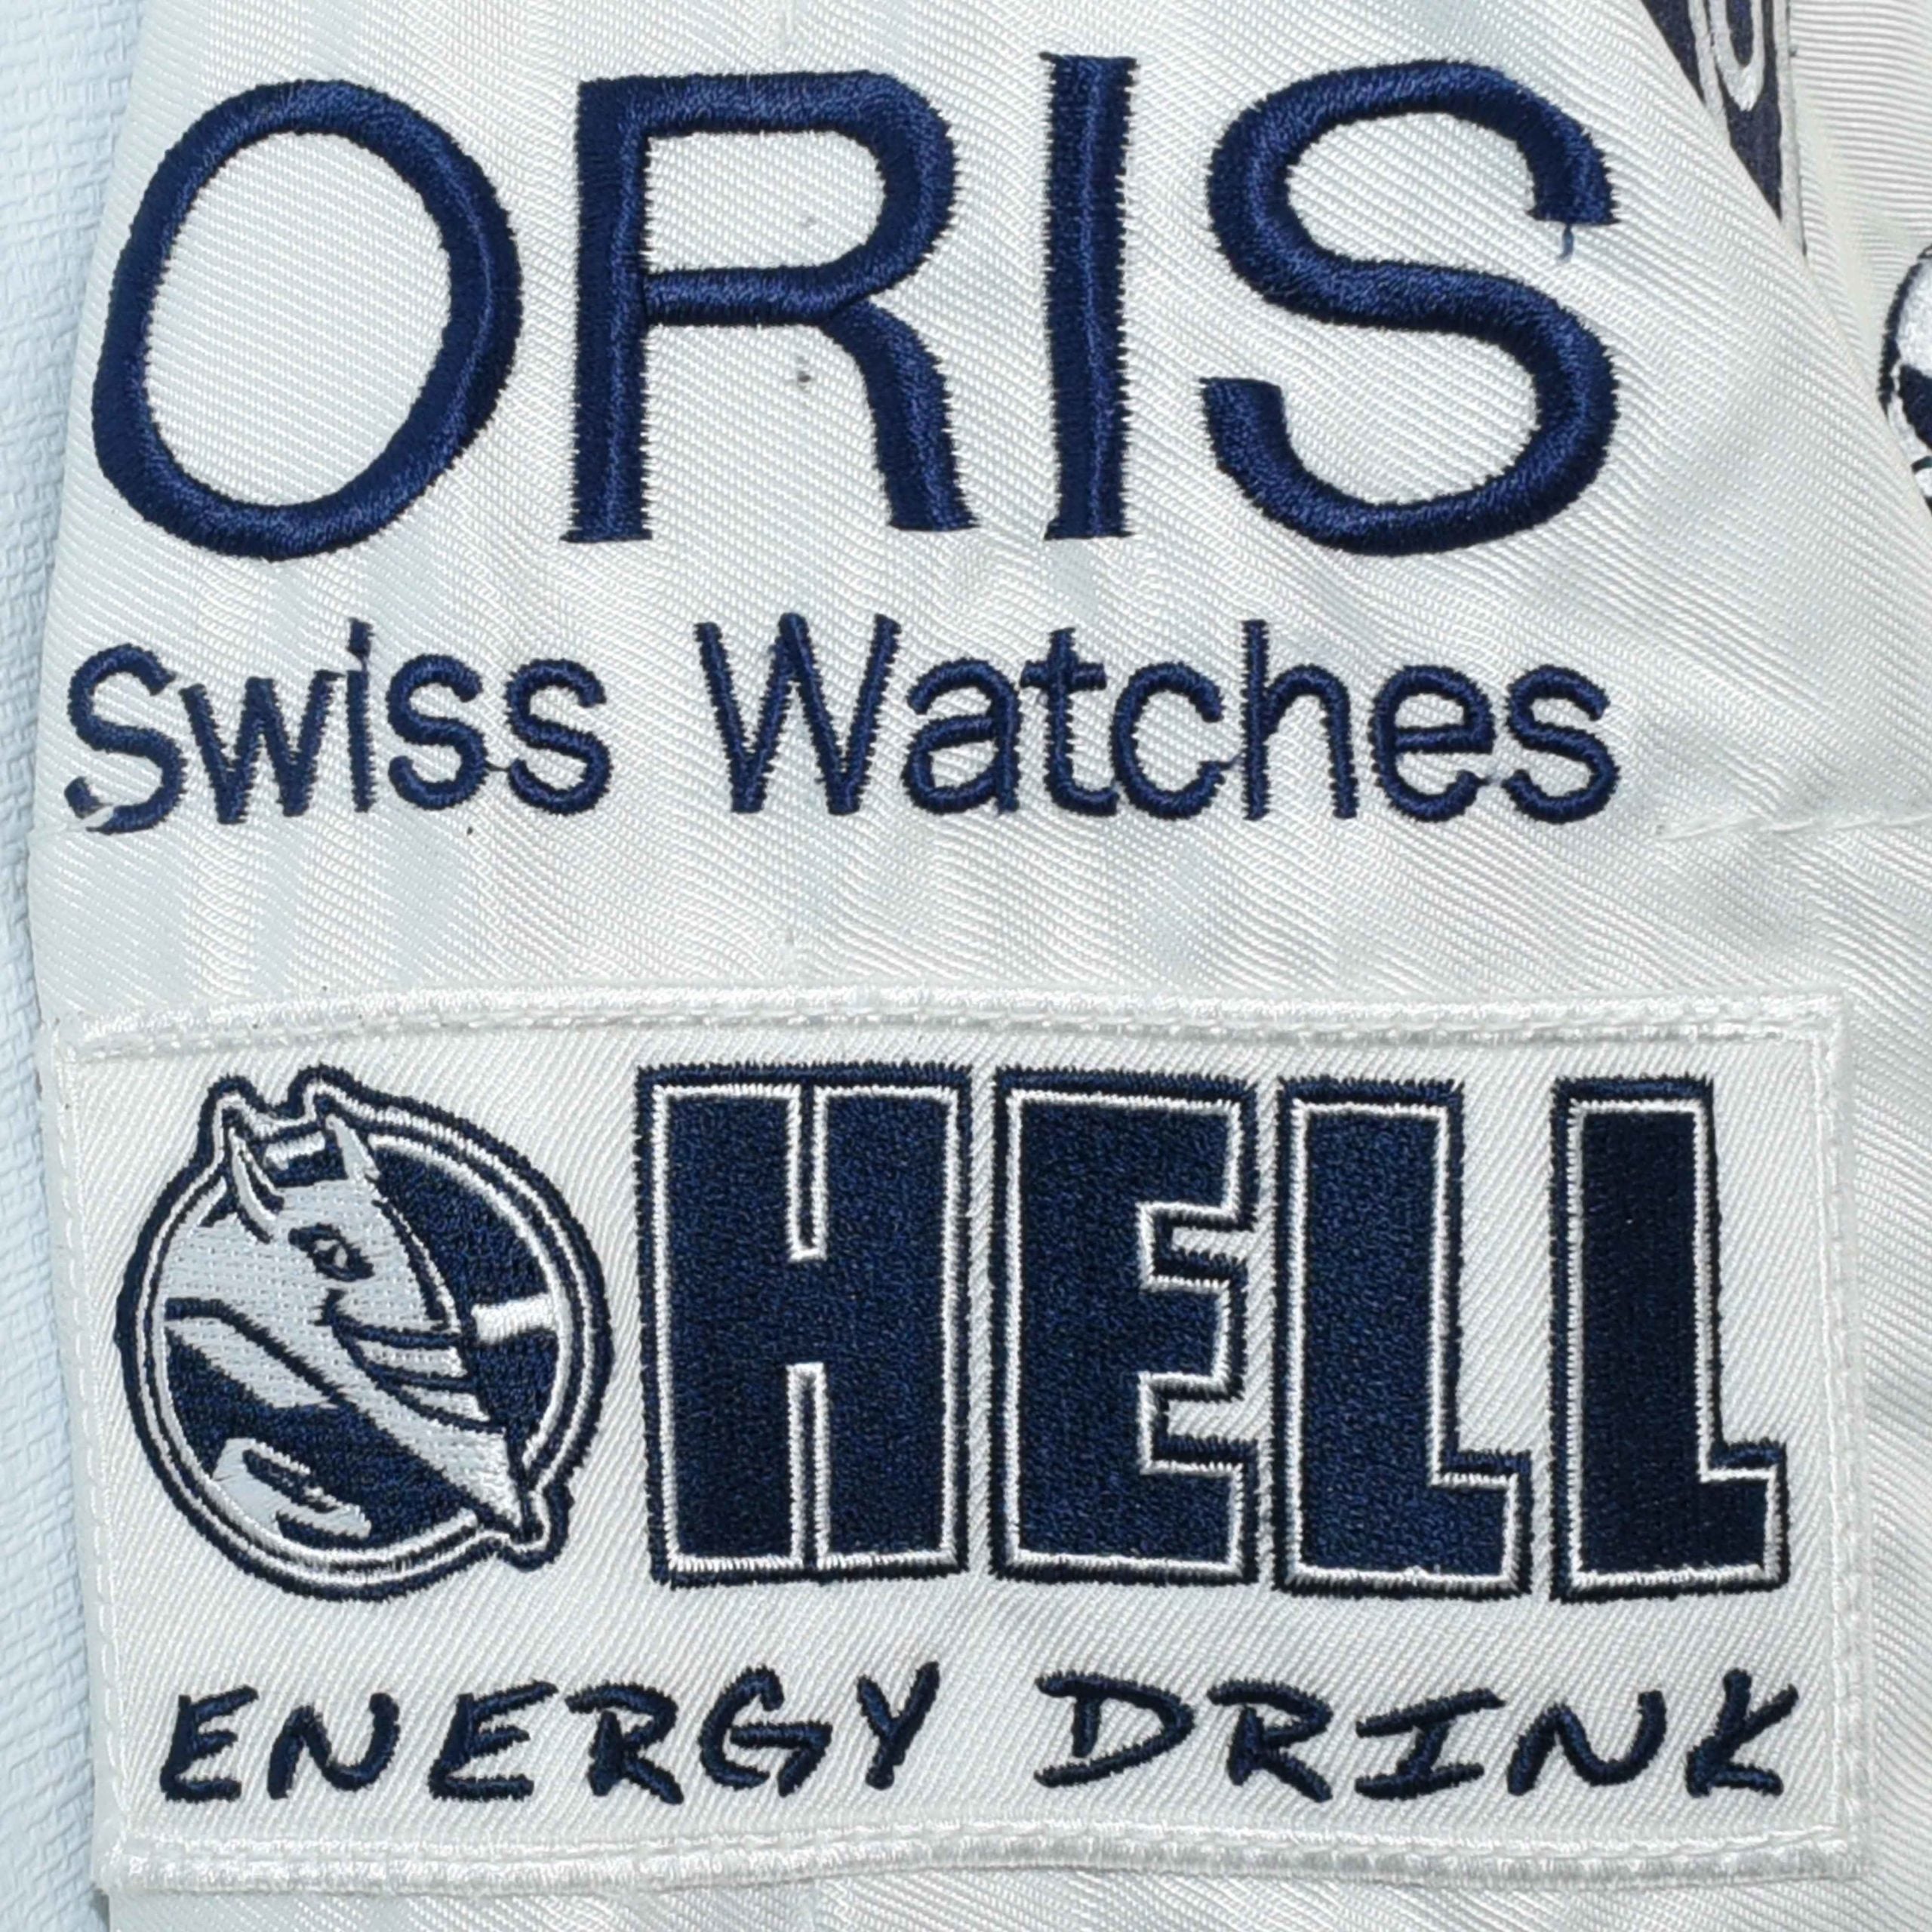 ORIS
Swiss Watches
HELL
ENERGY DRINK